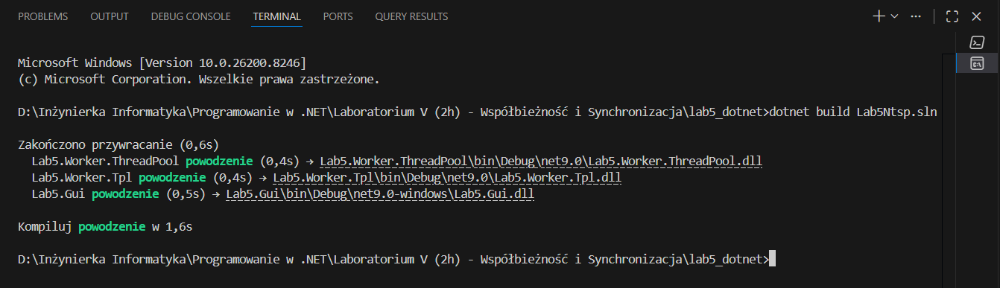 PROBLEMS OUTPUT DEBUG CONSOLE TERMINAL PORTS QUERY RESULTS
Microsoft Windows [Version 10.0.26200.8246]
(c) Microsoft Corporation. Wszelkie prawa zastrzeżone.
D:\Inżynierka Informatyka\Programowanie w .NET\Laboratorium V (2h) - Współbieżność i Synchronizacja\lab5_dotnet>dotnet build Lab5Ntsp.sln
Zakończono przywracanie (0,6s)
Lab5.Worker.ThreadPool powodzenie (0,4s) → Lab5.Worker.ThreadPool\bin\Debug\net9.0\Lab5.Worker.ThreadPool.dll
Lab5.Worker.Tpl powodzenie (0,4s) → Lab5.Worker.Tpl\bin\Debug\net9.0\Lab5.Worker.Tpl.dll
Lab5.Gui powodzenie (0,5s) → Lab5.Gui\bin\Debug\net9.0-windows\Lab5.Gui.dll
Kompiluj powodzenie w 1,6s
D:\Inżynierka Informatyka\Programowanie w .NET\Laboratorium V (2h) - Współbieżność i Synchronizacja\lab5_dotnet>